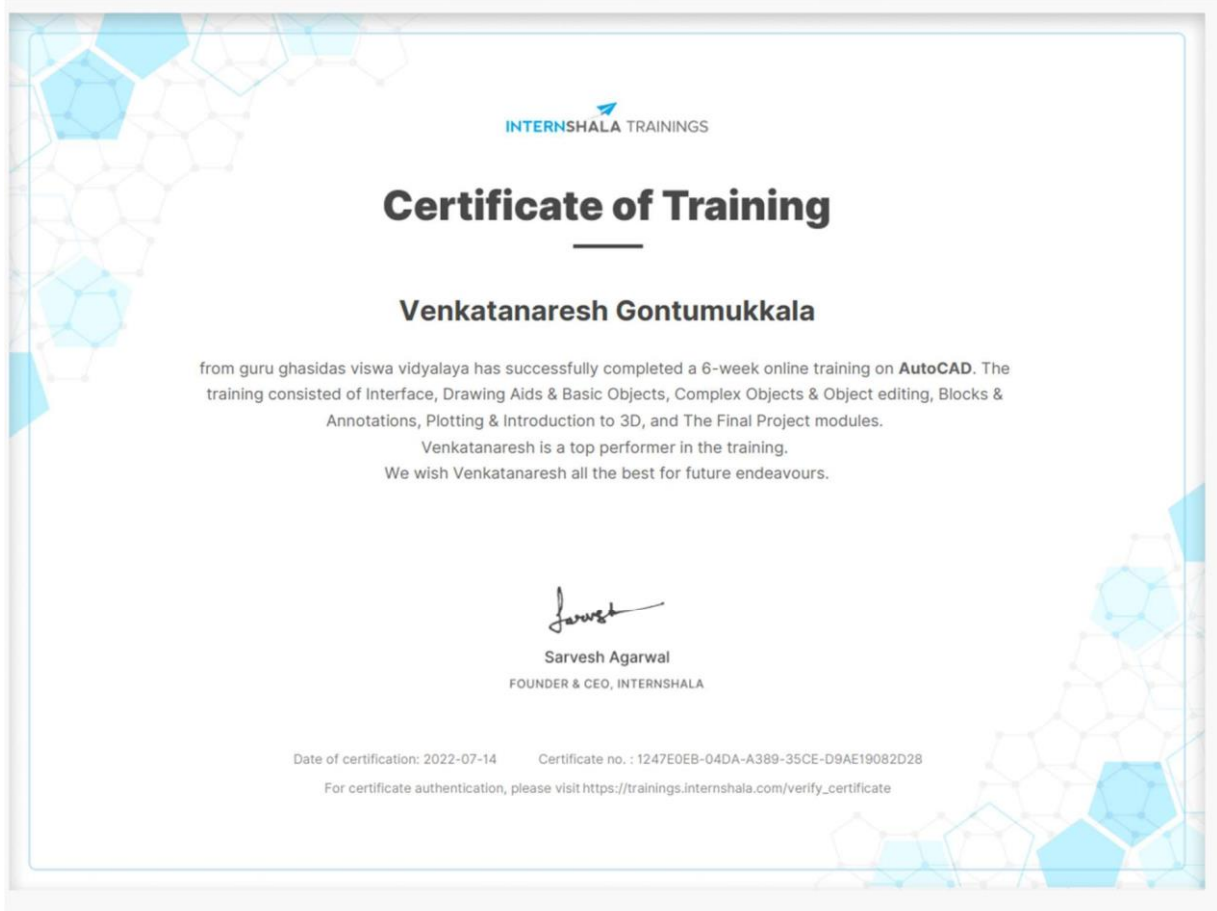 INTERNSHALA TRAININGS
Certificate of Training
Venkatanaresh Gontumukkala
from guru ghasidas viswa vidyalaya has successfully completed a 6-week online training on AutoCAD. The
training consisted of Interface, Drawing Aids & Basic Objects, Complex Objects & Object editing, Blocks &
Annotations, Plotting & Introduction to 3D, and The Final Project modules.
Venkatanaresh is a top performer in the training.
We wish Venkatanaresh all the best for future endeavours.
Sarvesh
Sarvesh Agarwal
FOUNDER & CEO, INTERNSHALA
Date of certification: 2022-07-14 Certificate no. : 1247E0EB-04DA-A389-35CE-D9AE19082D28
For certificate authentication, please visit https://trainings.internshala.com/verify_certificate